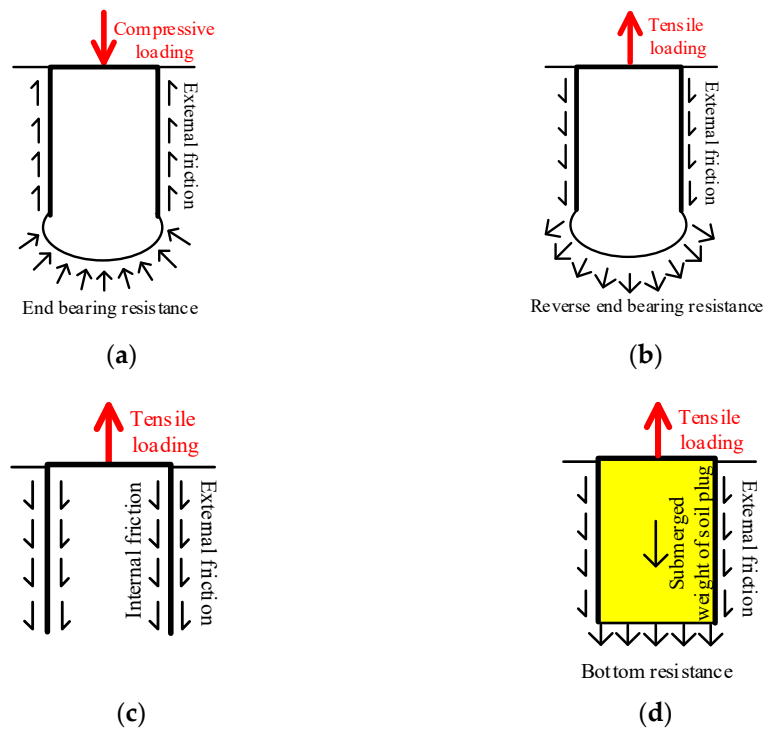 Compressive
loading
External friction
End bearing resistance
(a)
Tensile
loading
External friction
Reverse end bearing resistance
(b)
Tensile
loading
Internal friction
External friction
(c)
Tensile
loading
Submerged
weight of soil plug
External friction
Bottom resistance
(d)